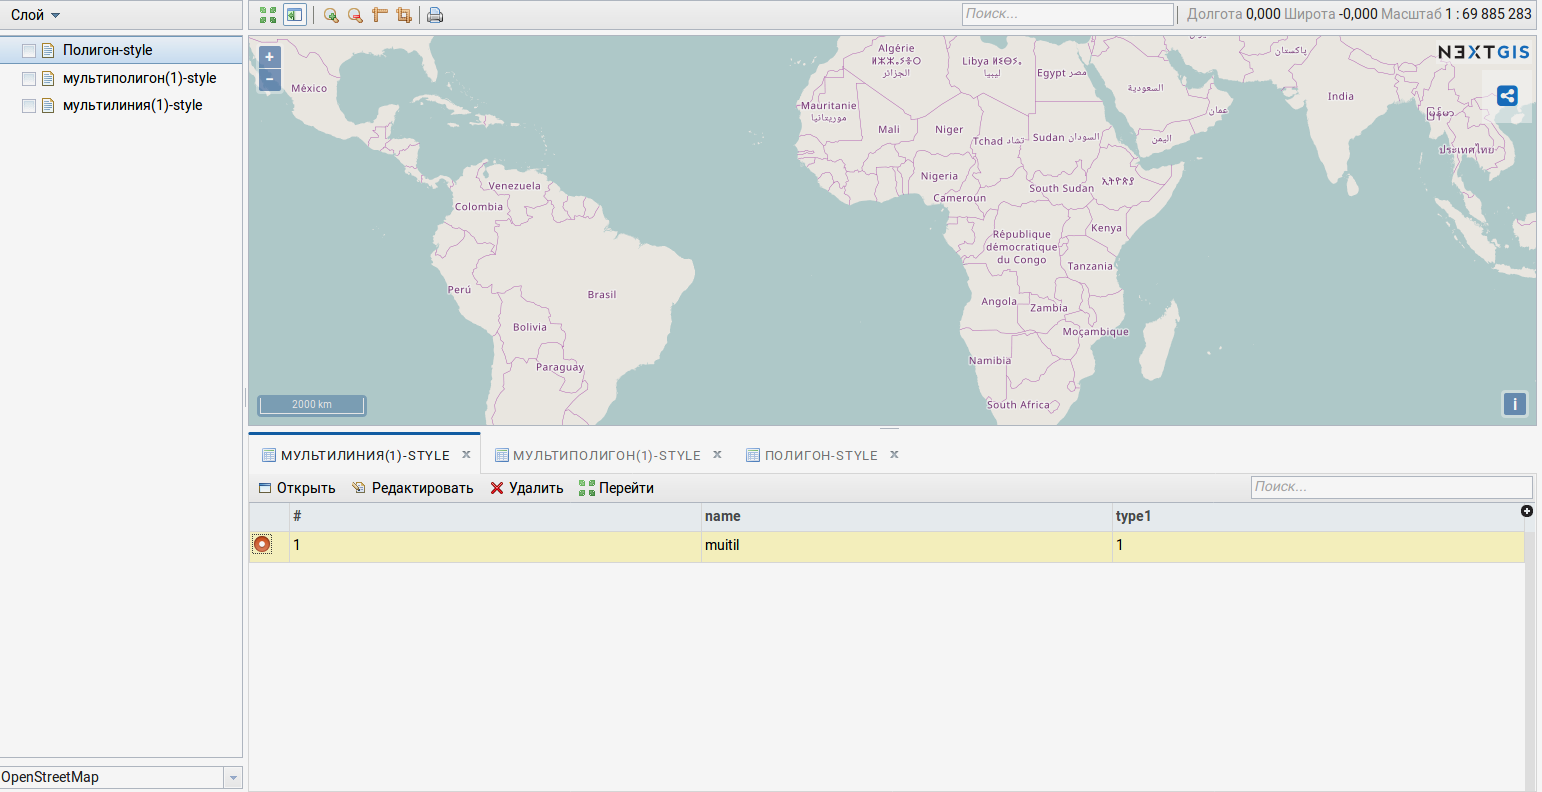 Слой
Поиск...
Долгота 0,000 Широта -0,000 Масштаб 1 : 69 885 283
Полигон-style
мультиполигон(1)-style
мультилиния(1)-style
OpenStreetMap
+
-
NEXTGIS
México
Venezuela
Colombia
Perú
Brasil
Bolivia
Paraguay
Algérie
ⵍⵣⵣⴰⵢⴻⵔ
الجزائر
Libya ⵍⵉⴱⵢⴰ
ليبيا
Egypt مصر
السعودية
عمان
اليمن
پاکستان
India
ประเทศไทย
Mauritanie
موريتانيا
Mali
Niger
Tchad تشاد
Sudan السودان
Nigeria
South Sudan
ኢትዮጵያ
Cameroun
République
démocratique
du Congo
Kenya
Tanzania
Angola
Zambia
Moçambique
Namibia
South Africa
2000 km
i
МУЛЬТИЛИНИЯ(1)-STYLE x
МУЛЬТИПОЛИГОН(1)-STYLE x
ПОЛИГОН-STYLE x
Открыть Редактировать Удалить Перейти
Поиск...
# name type1
1 muitil 1